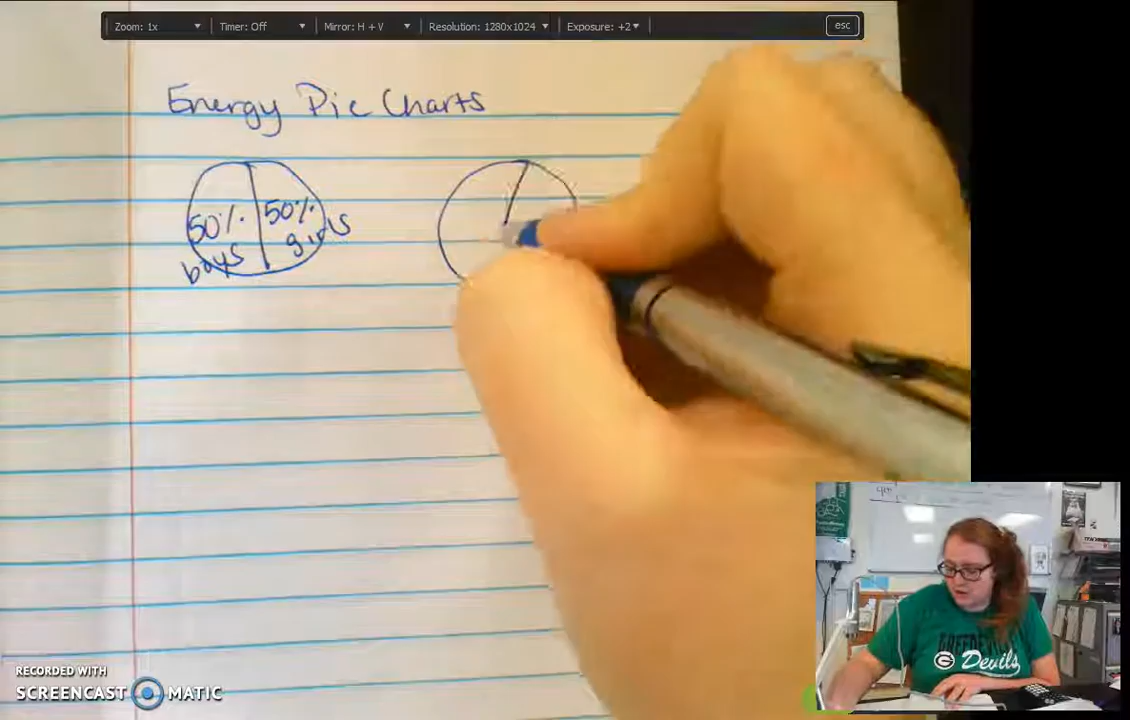 Zoom: 1x Timer: Off Mirror: H + V Resolution: 1280x1024 Exposure: +2 esc
Energy Pie Charts
50% 50%
boys girls
RECORDED WITH
SCREENCAST MATIC
G Devils